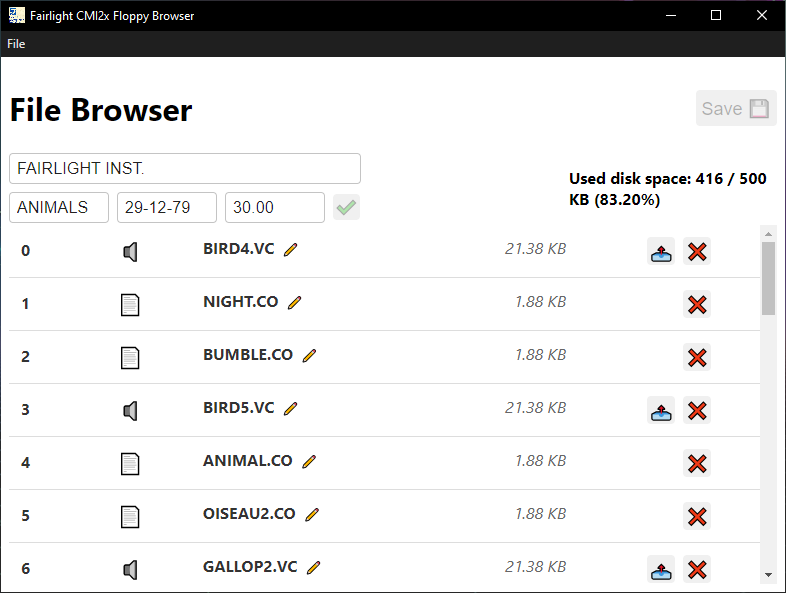 Fairlight CMI2x Floppy Browser
File
File Browser
Save
FAIRLIGHT INST.
ANIMALS 29-12-79 30.00
Used disk space: 416 / 500
KB (83.20%)
0 BIRD4.VC 21.38 KB
1 NIGHT.CO 1.88 KB
2 BUMBLE.CO 1.88 KB
3 BIRD5.VC 21.38 KB
4 ANIMAL.CO 1.88 KB
5 OISEAU2.CO 1.88 KB
6 GALLOP2.VC 21.38 KB